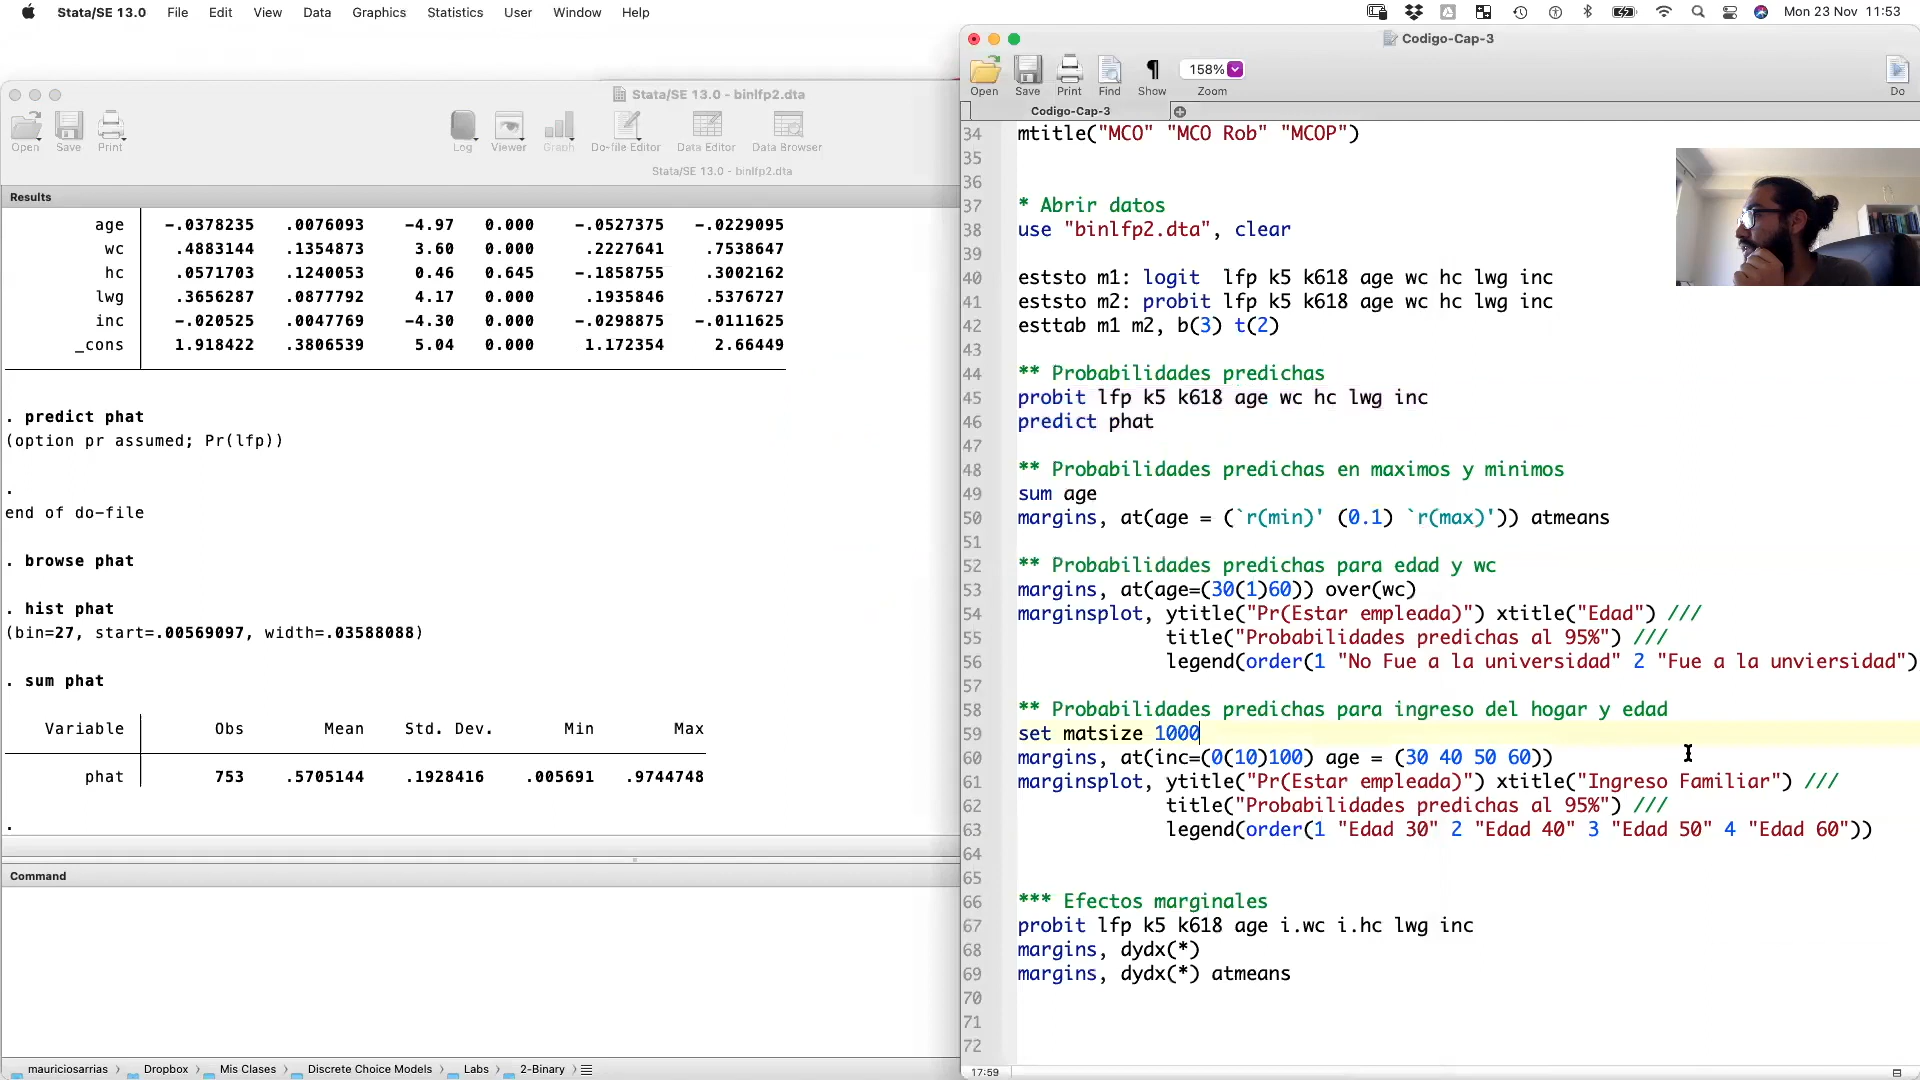 Stata/SE 13.0 File Edit View Data Graphics Statistics User Window Help
Mon 23 Nov 11:53
Codigo-Cap-3
Open Save Print Find Show 158% Zoom Do
Codigo-Cap-3
Stata/SE 13.0 - binlfp2.dta
Open Save Print Log Viewer Graph Do-file Editor Data Editor Data Browser
Stata/SE 13.0 - binlfp2.dta
Results
age -.0378235 .0076093 -4.97 0.000 -.0527375 -.0229095
wc .4883144 .1354873 3.60 0.000 .2227641 .7538647
hc .0571703 .1240053 0.46 0.645 -.1858755 .3002162
lwg .3656287 .0877792 4.17 0.000 .1935846 .5376727
inc -.020525 .0047769 -4.30 0.000 -.0298875 -.0111625
_cons 1.918422 .3806539 5.04 0.000 1.172354 2.66449
. predict phat
(option pr assumed; Pr(lfp))
.
end of do-file
. browse phat
. hist phat
(bin=27, start=.00569097, width=.03588088)
. sum phat
Variable Obs Mean Std. Dev. Min Max
phat 753 .5705144 .1928416 .005691 .9744748
.
Command
mauriciosarrias Dropbox Mis Clases Discrete Choice Models Labs 2-Binary
34 mtitle("MCO" "MCO Rob" "MCOP")
35
36
37 * Abrir datos
38 use "binlfp2.dta", clear
39
40 eststo m1: logit  lfp k5 k618 age wc hc lwg inc
41 eststo m2: probit lfp k5 k618 age wc hc lwg inc
42 esttab m1 m2, b(3) t(2)
43
44 ** Probabilidades predichas
45 probit lfp k5 k618 age wc hc lwg inc
46 predict phat
47
48 ** Probabilidades predichas en maximos y minimos
49 sum age
50 margins, at(age = (`r(min)' (0.1) `r(max)')) atmeans
51
52 ** Probabilidades predichas para edad y wc
53 margins, at(age=(30(1)60)) over(wc)
54 marginsplot, ytitle("Pr(Estar empleada)") xtitle("Edad") ///
55 title("Probabilidades predichas al 95%") ///
56 legend(order(1 "No Fue a la universidad" 2 "Fue a la unviersidad")
57
58 ** Probabilidades predichas para ingreso del hogar y edad
59 set matsize 1000
60 margins, at(inc=(0(10)100) age = (30 40 50 60))
61 marginsplot, ytitle("Pr(Estar empleada)") xtitle("Ingreso Familiar") ///
62 title("Probabilidades predichas al 95%") ///
63 legend(order(1 "Edad 30" 2 "Edad 40" 3 "Edad 50" 4 "Edad 60"))
64
65
66 *** Efectos marginales
67 probit lfp k5 k618 age i.wc i.hc lwg inc
68 margins, dydx(*)
69 margins, dydx(*) atmeans
70
71
72
17:59